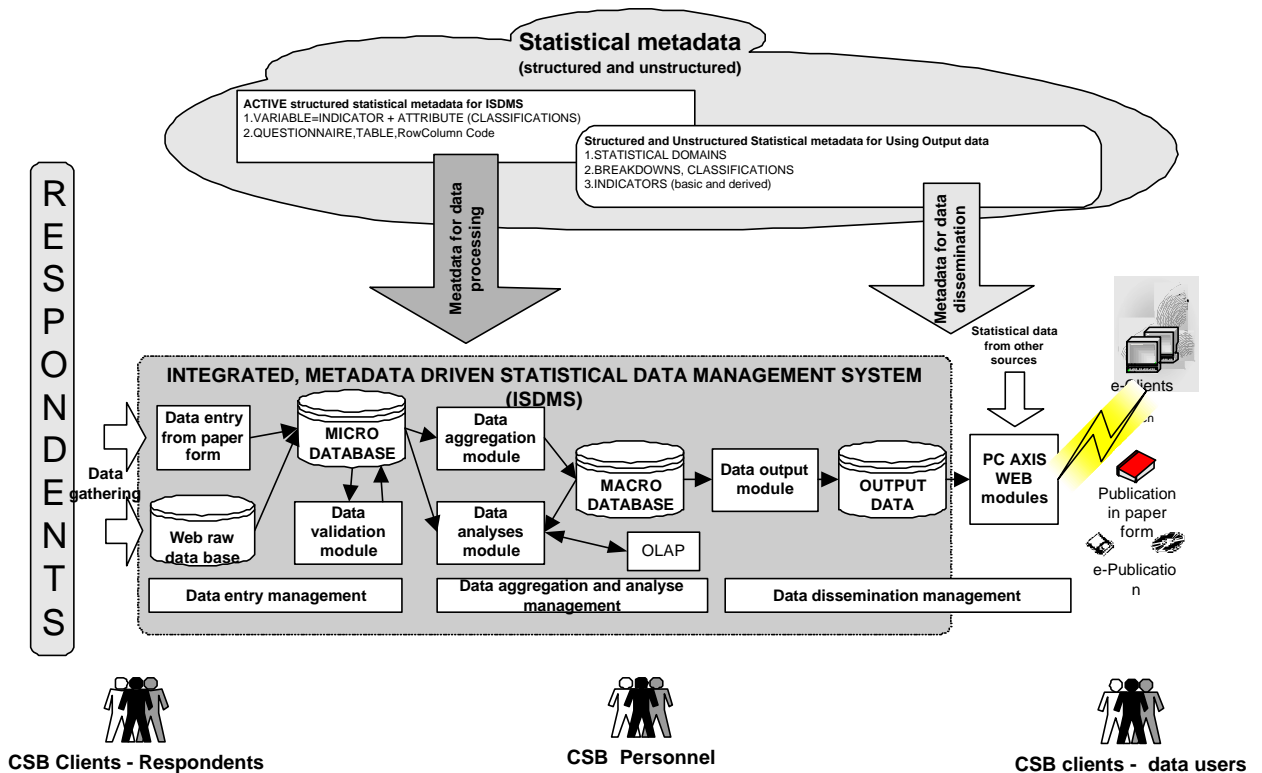 Statistical metadata
(structured and unstructured)
ACTIVE structured statistical metadata for ISDMS
1.VARIABLE=INDICATOR + ATTRIBUTE (CLASSIFICATIONS)
2.QUESTIONNAIRE,TABLE,RowColumn Code
Structured and Unstructured Statistical metadata for Using Output data
1.STATISTICAL DOMAINS
2.BREAKDOWNS, CLASSIFICATIONS
3.INDICATORS (basic and derived)
RESPONDENTS
Meatdata for data
processing
Metadata for data
dissemination
Statistical data
from other
sources
e-Clients
INTEGRATED, METADATA DRIVEN STATISTICAL DATA MANAGEMENT SYSTEM
(ISDMS)
Data entry
from paper
form
MICRO
DATABASE
Data
aggregation
module
Data
gathering
Web raw
data base
Data
validation
module
Data
analyses
module
OLAP
MACRO
DATABASE
Data output
module
OUTPUT
DATA
PC AXIS
WEB
modules
Publication
in paper
form
e-Publicatio
n
Data entry management
Data aggregation and analyse
management
Data dissemination management
CSB Clients - Respondents
CSB Personnel
CSB clients - data users